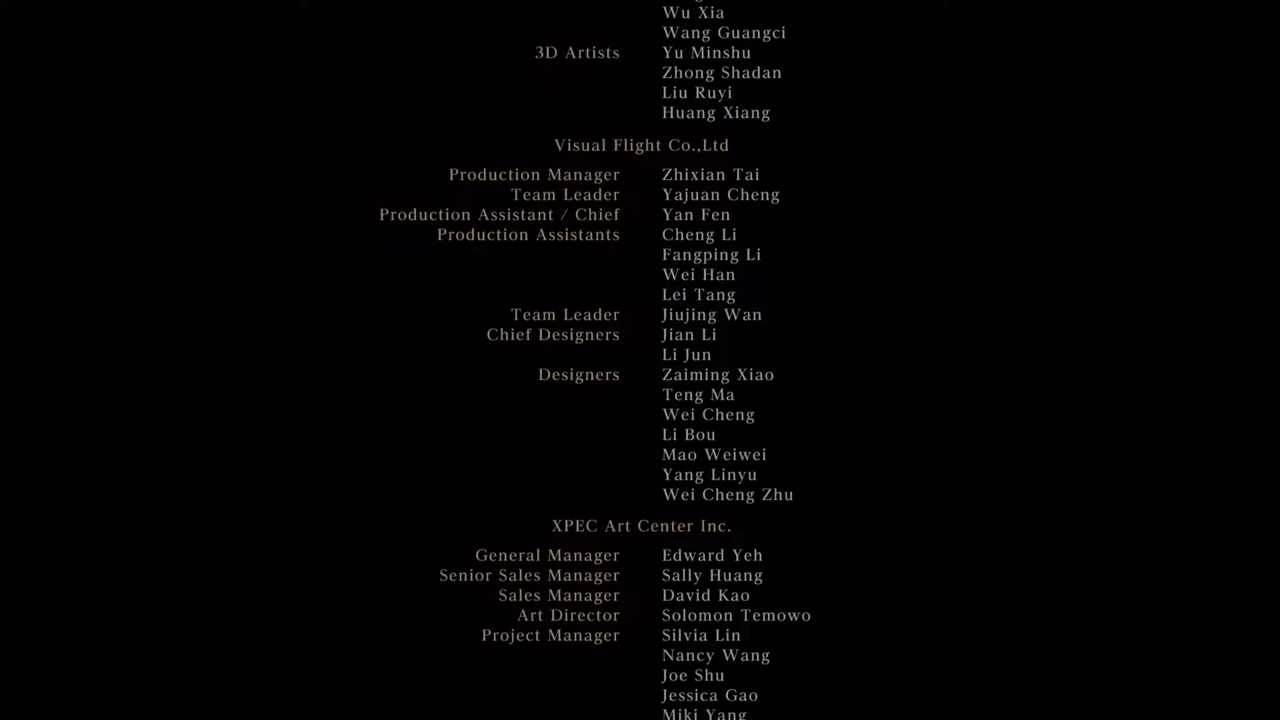 Wu Xia
Wang Guangci
3D Artists Yu Minshu
Zhong Shadan
Liu Ruyi
Huang Xiang
Visual Flight Co.,Ltd
Production Manager Zhixian Tai
Team Leader Yajuan Cheng
Production Assistant / Chief Yan Fen
Production Assistants Cheng Li
Fangping Li
Wei Han
Lei Tang
Team Leader Jiujing Wan
Chief Designers Jian Li
Li Jun
Designers Zaiming Xiao
Teng Ma
Wei Cheng
Li Bou
Mao Weiwei
Yang Linyu
Wei Cheng Zhu
XPEC Art Center Inc.
General Manager Edward Yeh
Senior Sales Manager Sally Huang
Sales Manager David Kao
Art Director Solomon Temowo
Project Manager Silvia Lin
Nancy Wang
Joe Shu
Jessica Gao
Miki Yang